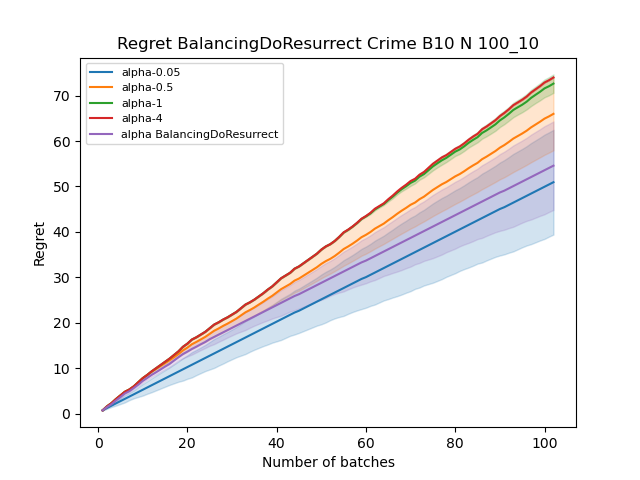 Regret BalancingDoResurrect Crime B10 N 100_10
alpha-0.05
alpha-0.5
alpha-1
alpha-4
alpha BalancingDoResurrect
70
60
50
40
30
20
10
0
Regret
0 20 40 60 80 100
Number of batches